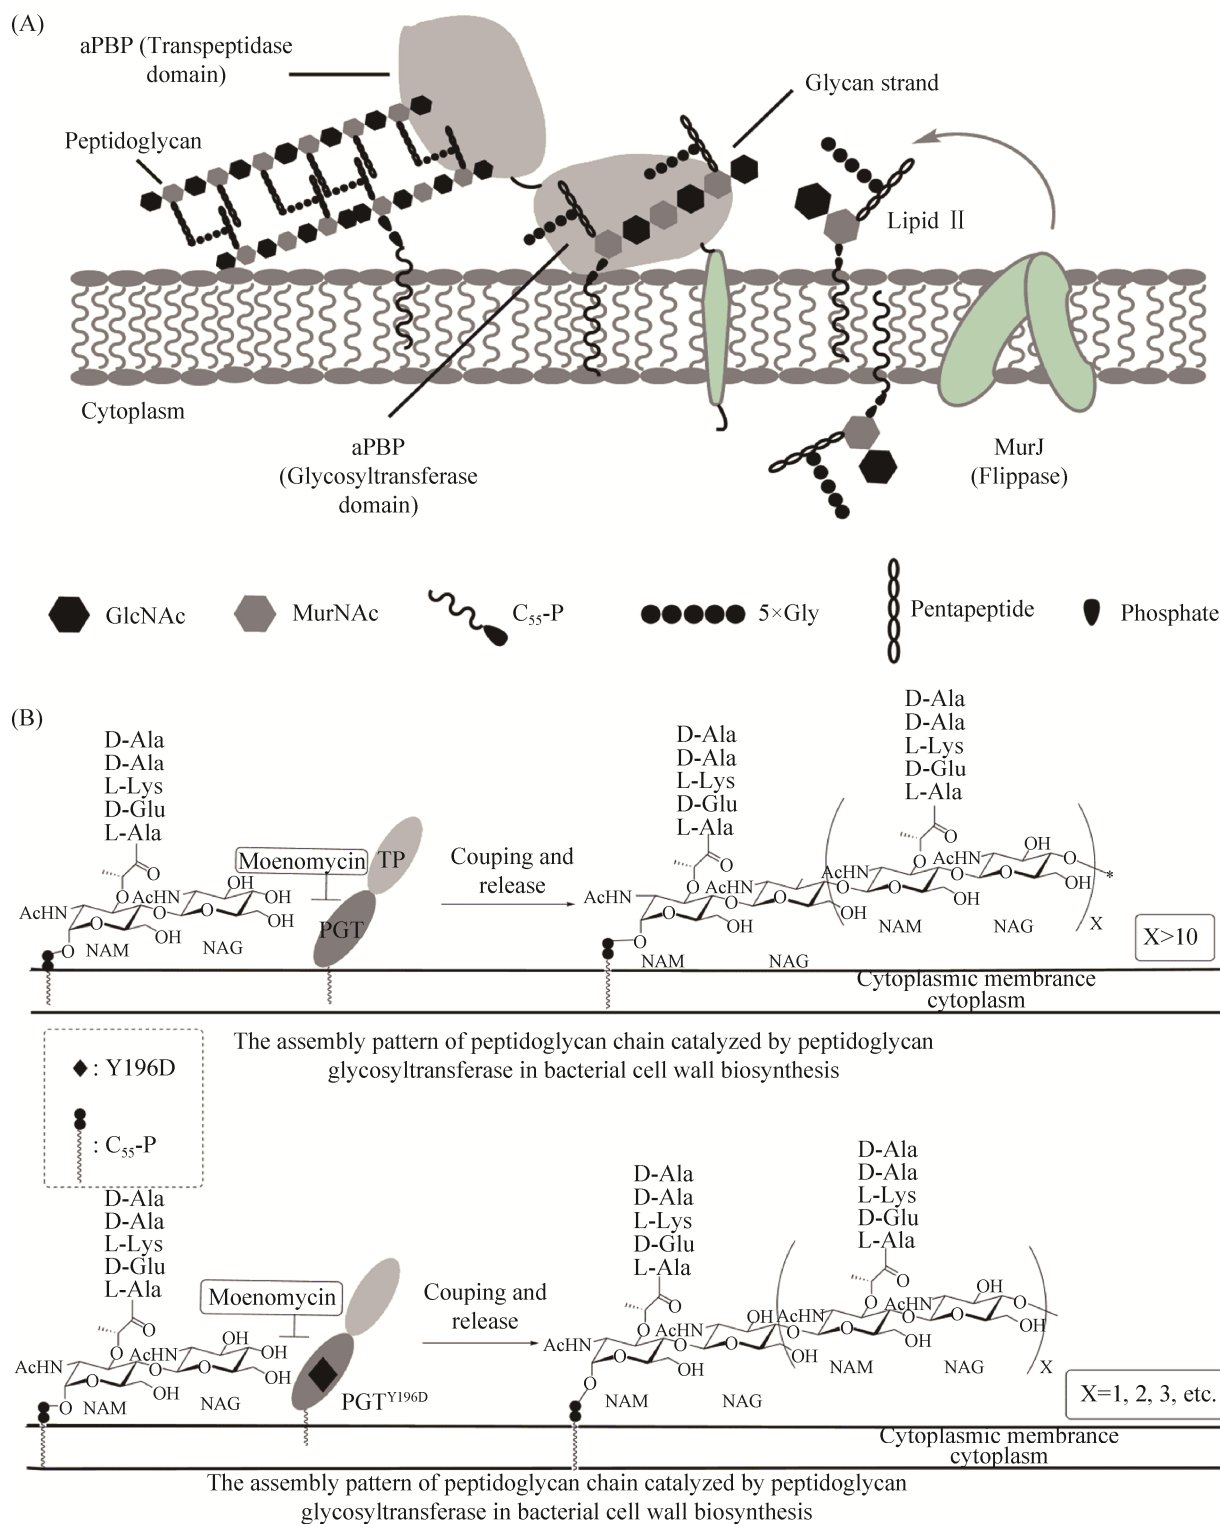 (A)
aPBP (Transpeptidase
domain)
Peptidoglycan
Glycan strand
Lipid II
Cytoplasm
aPBP
(Glycosyltransferase
domain)
MurJ
(Flippase)
GlcNAc
MurNAc
C55-P
5×Gly
Pentapeptide
Phosphate
(B)
D-Ala
D-Ala
L-Lys
D-Glu
L-Ala
O
O
AcHN
AcHN
OH
OH
OH
O
O
O
OH
O
NAM
NAG
Moenomycin
TP
PGT
Couping and
release
D-Ala
D-Ala
L-Lys
D-Glu
L-Ala
O
O
AcHN
AcHN
O
O
O
OH
OH
O
NAM
NAG
D-Ala
D-Ala
L-Lys
D-Glu
L-Ala
O
O
AcHN
AcHN
OH
O
O
O
O
OH
OH
*
NAM
NAG
X
X>10
Cytoplasmic membrance
cytoplasm
The assembly pattern of peptidoglycan chain catalyzed by peptidoglycan
glycosyltransferase in bacterial cell wall biosynthesis
: Y196D
: C55-P
D-Ala
D-Ala
L-Lys
D-Glu
L-Ala
O
O
AcHN
AcHN
OH
OH
OH
O
O
O
OH
O
NAM
NAG
Moenomycin
PGTY196D
Couping and
release
D-Ala
D-Ala
L-Lys
D-Glu
L-Ala
O
O
AcHN
AcHN
OH
O
O
O
O
OH
OH
O
NAM
NAG
D-Ala
D-Ala
L-Lys
D-Glu
L-Ala
O
O
AcHN
AcHN
OH
O
O
O
O
OH
OH
NAM
NAG
X
X=1, 2, 3, etc.
Cytoplasmic membrance
cytoplasm
The assembly pattern of peptidoglycan chain catalyzed by peptidoglycan
glycosyltransferase in bacterial cell wall biosynthesis